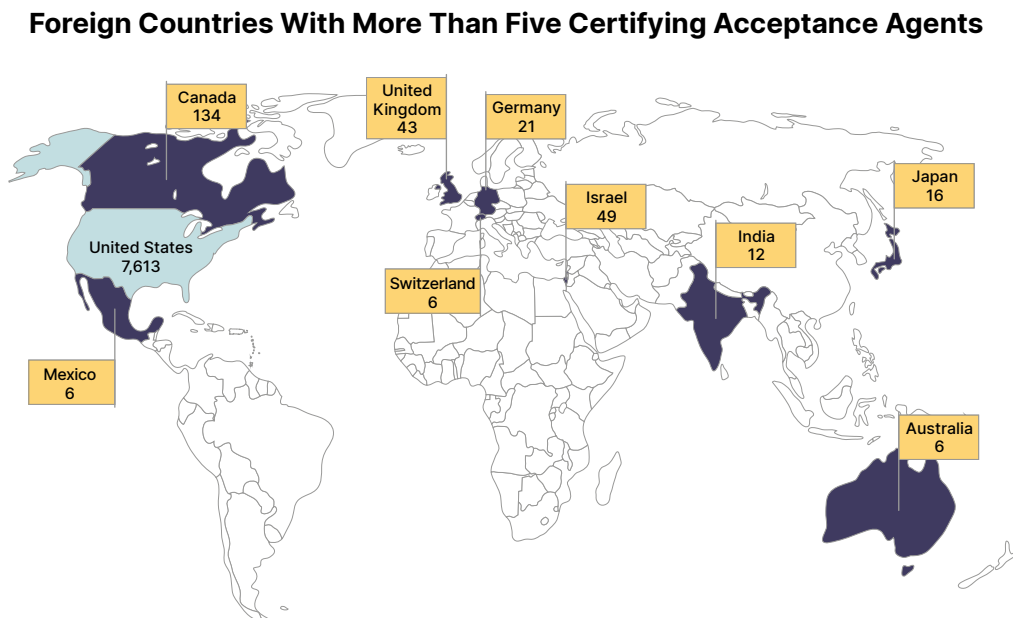 Foreign Countries With More Than Five Certifying Acceptance Agents
Canada
134
United
Kingdom
43
Germany
21
Japan
16
Israel
49
India
12
United States
7,613
Switzerland
6
Mexico
6
Australia
6